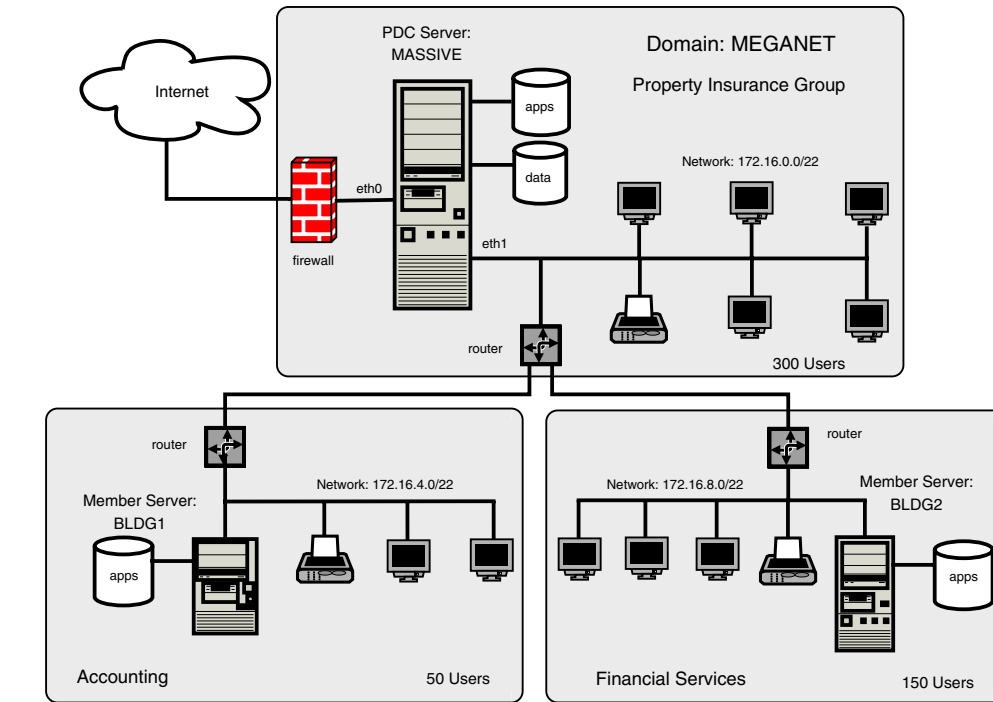 PDC Server:
MASSIVE
Domain: MEGANET
Property Insurance Group
Internet
apps
data
Network: 172.16.0.0/22
eth0
eth1
firewall
router
300 Users
router
Network: 172.16.4.0/22
Member Server:
BLDG1
apps
Accounting
50 Users
router
Network: 172.16.8.0/22
Member Server:
BLDG2
apps
Financial Services
150 Users